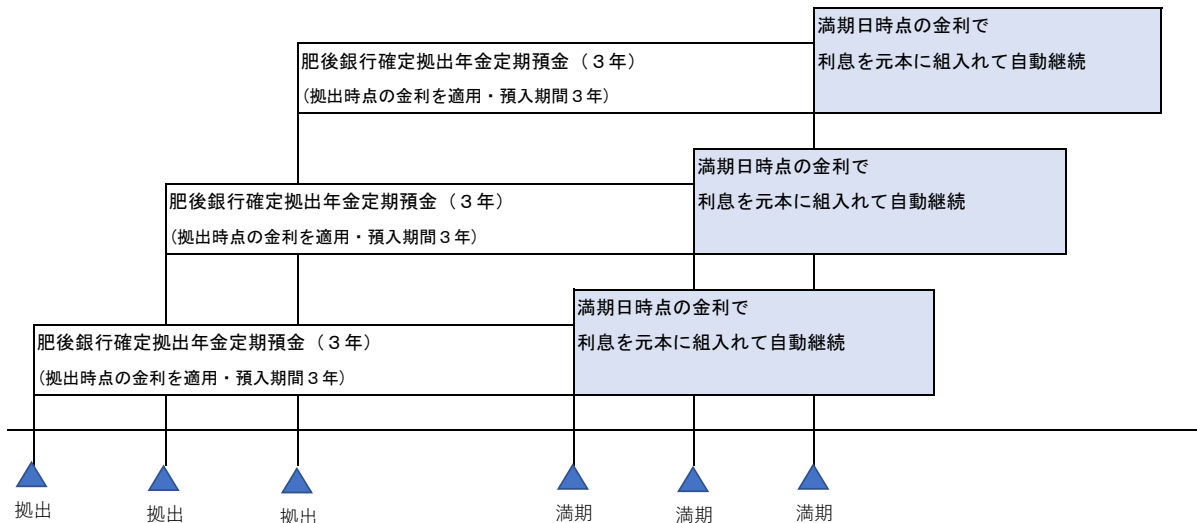 満期日時点の金利で
利息を元本に組入れて自動継続
肥後銀行確定拠出年金定期預金（３年）
(拠出時点の金利を適用・預入期間３年)
満期日時点の金利で
利息を元本に組入れて自動継続
肥後銀行確定拠出年金定期預金（３年）
(拠出時点の金利を適用・預入期間３年)
満期日時点の金利で
利息を元本に組入れて自動継続
肥後銀行確定拠出年金定期預金（３年）
(拠出時点の金利を適用・預入期間３年)
拠出
拠出
拠出
満期
満期
満期